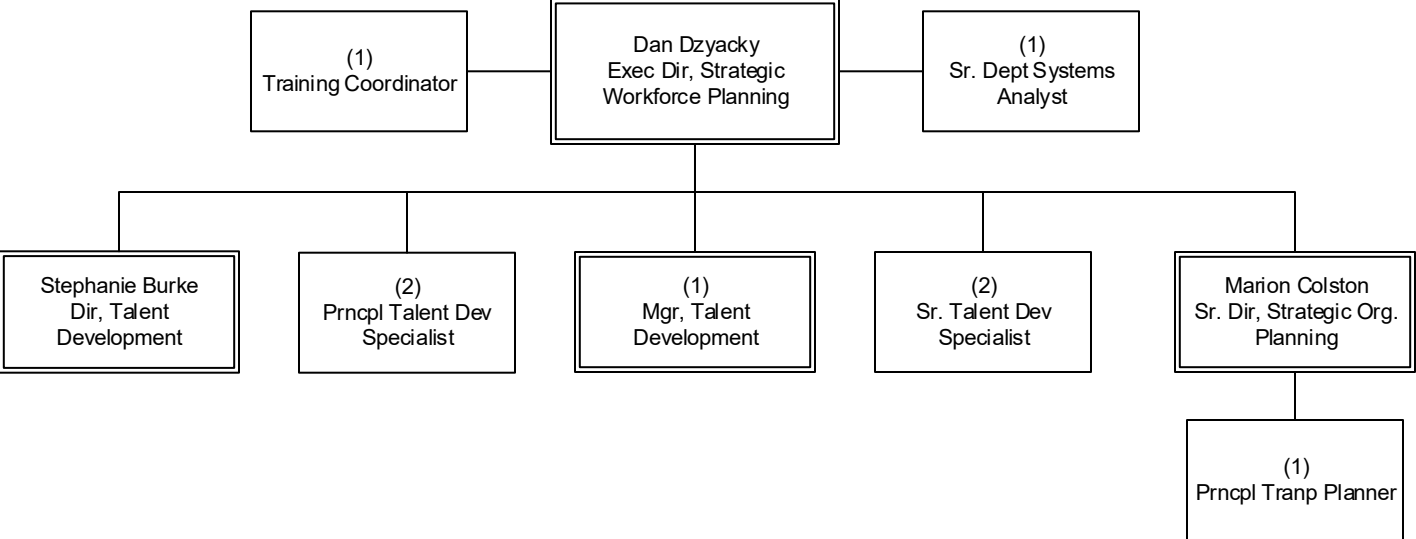 (1)
Training Coordinator
Dan Dzyacky
Exec Dir, Strategic
Workforce Planning
(1)
Sr. Dept Systems
Analyst
Stephanie Burke
Dir, Talent
Development
(2)
Prncpl Talent Dev
Specialist
(1)
Mgr, Talent
Development
(2)
Sr. Talent Dev
Specialist
Marion Colston
Sr. Dir, Strategic Org.
Planning
(1)
Prncpl Tranp Planner